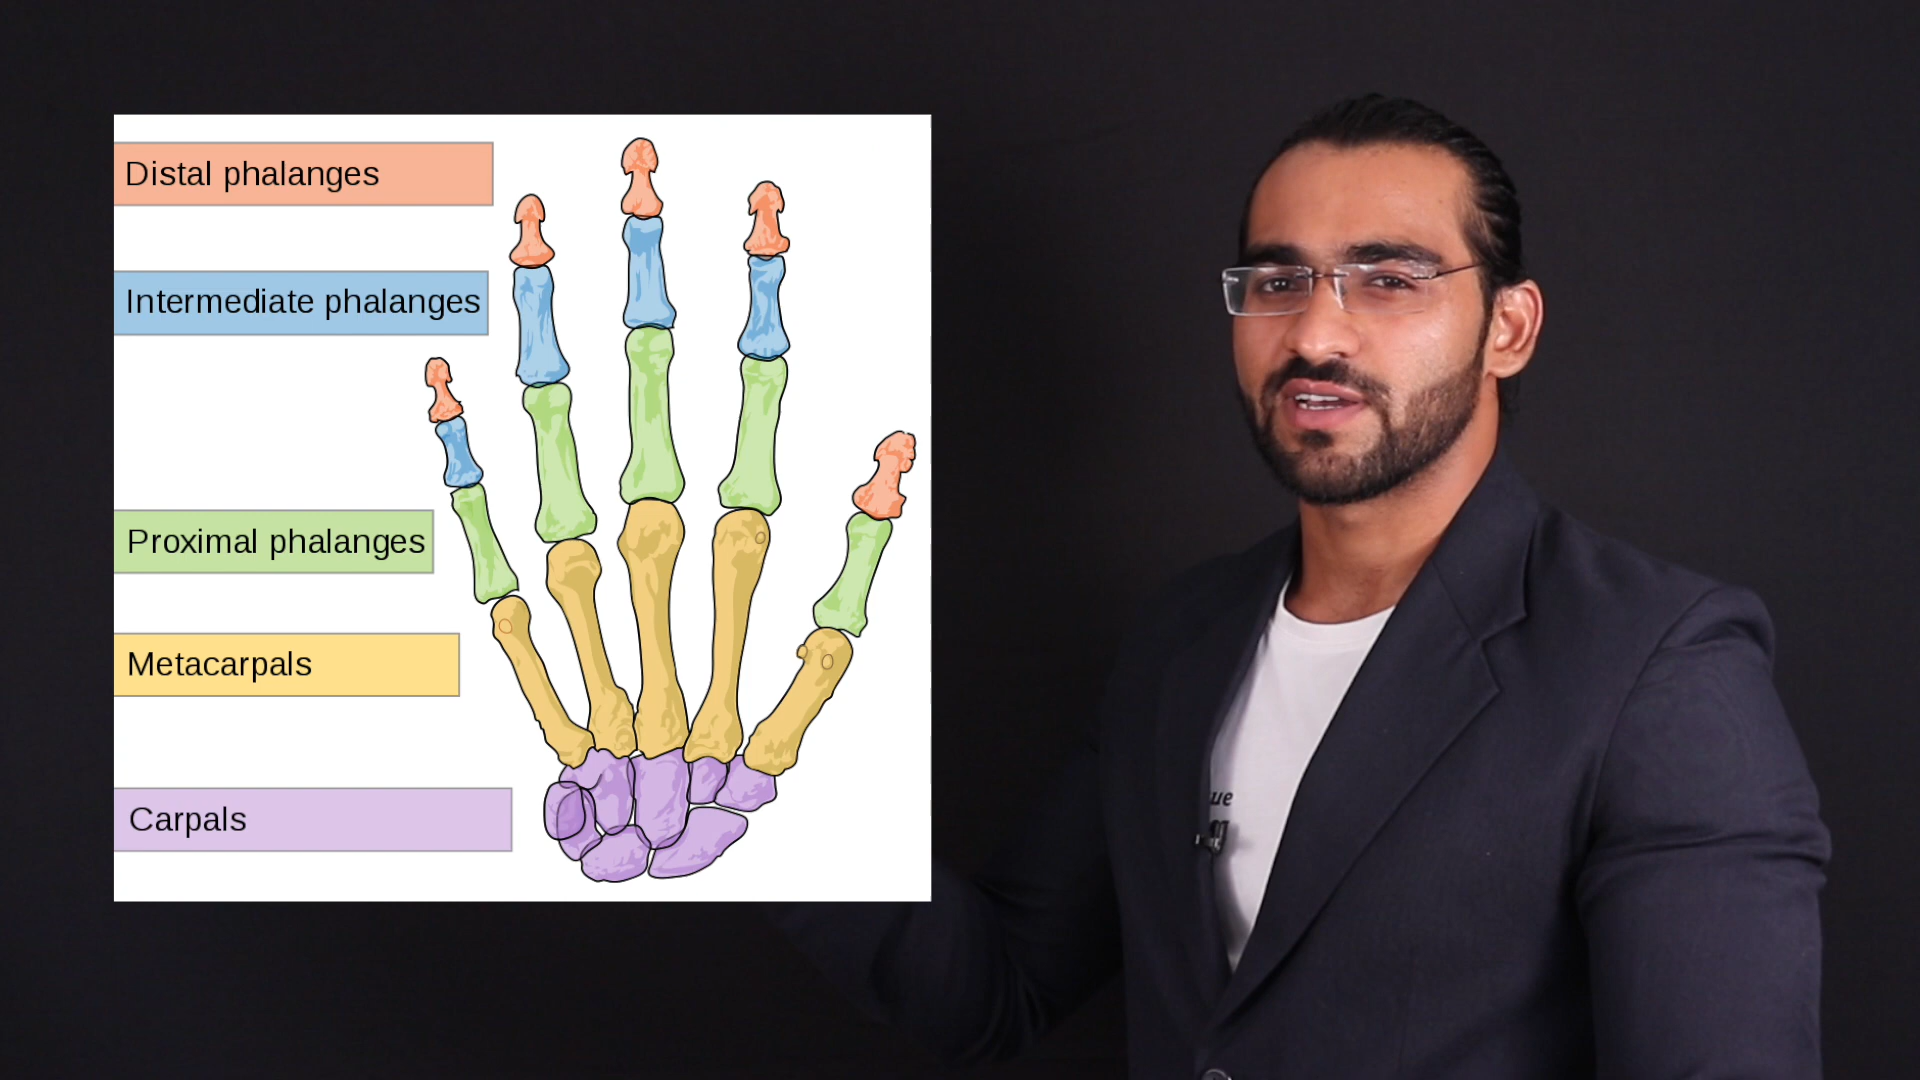 Distal phalanges
Intermediate phalanges
Proximal phalanges
Metacarpals
Carpals